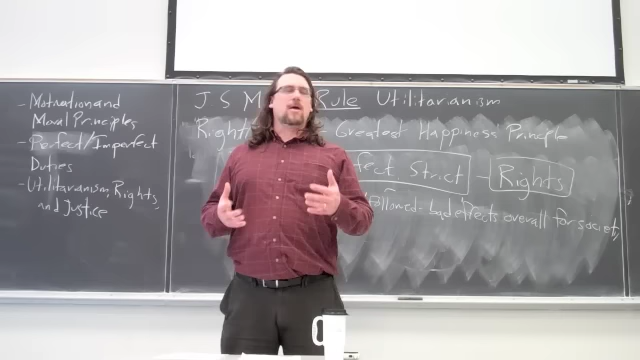 - Motivation and
Moral Principles
- Perfect/Imperfect
Duties
- Utilitarianism, Rights,
and Justice
J S M Rule Utilitarianism
Right - Greatest Happiness Principle
fect Strict - Rights
followed - bad effects overall for society